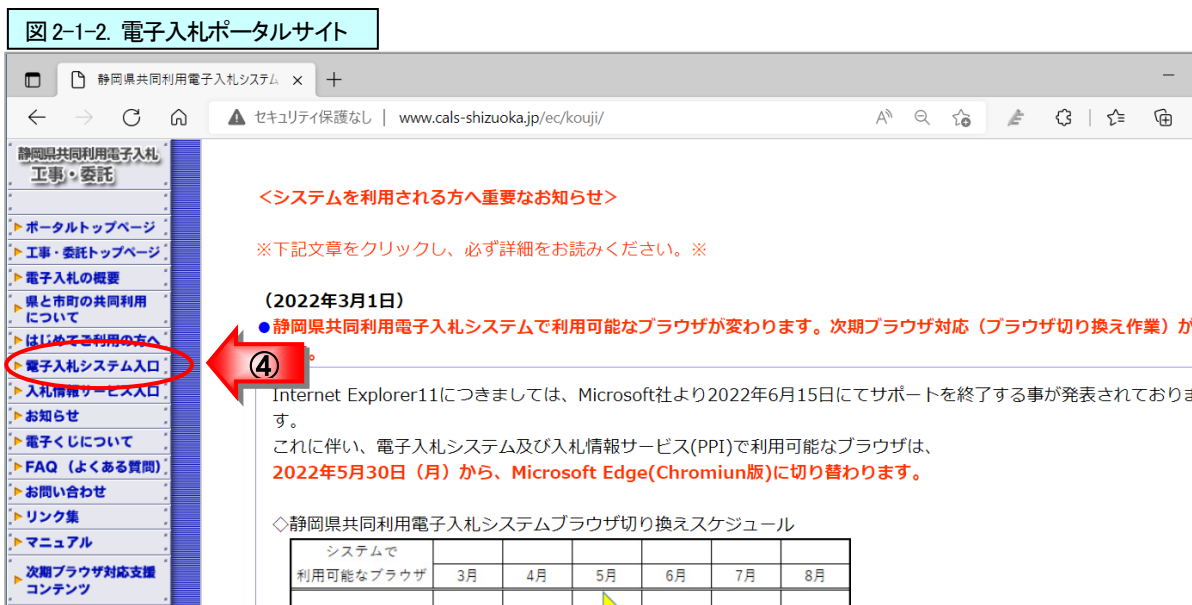 図 2-1-2. 電子入札ポータルサイト
静岡県共同利用電子入札システム
セキュリティ保護なし | www.cals-shizuoka.jp/ec/kouji/
静岡県共同利用電子入札
工事・委託
ポータルトップページ
工事・委託トップページ
電子入札の概要
県と市町の共同利用
について
はじめてご利用の方へ
電子入札システム入口
入札情報サービス入口
お知らせ
電子くじについて
FAQ（よくある質問）
お問い合わせ
リンク集
マニュアル
次期ブラウザ対応支援
コンテンツ
④
＜システムを利用される方へ重要なお知らせ＞
※下記文章をクリックし、必ず詳細をお読みください。※
（2022年3月1日）
●静岡県共同利用電子入札システムで利用可能なブラウザが変わります。次期ブラウザ対応（ブラウザ切り換え作業）が
。
Internet Explorer11につきましては、Microsoft社より2022年6月15日にてサポートを終了する事が発表されておりま
す。
これに伴い、電子入札システム及び入札情報サービス(PPI)で利用可能なブラウザは、
2022年5月30日（月）から、Microsoft Edge(Chromiun版)に切り替わります。
◇静岡県共同利用電子入札システムブラウザ切り換えスケジュール
システムで
利用可能なブラウザ 3月 4月 5月 6月 7月 8月